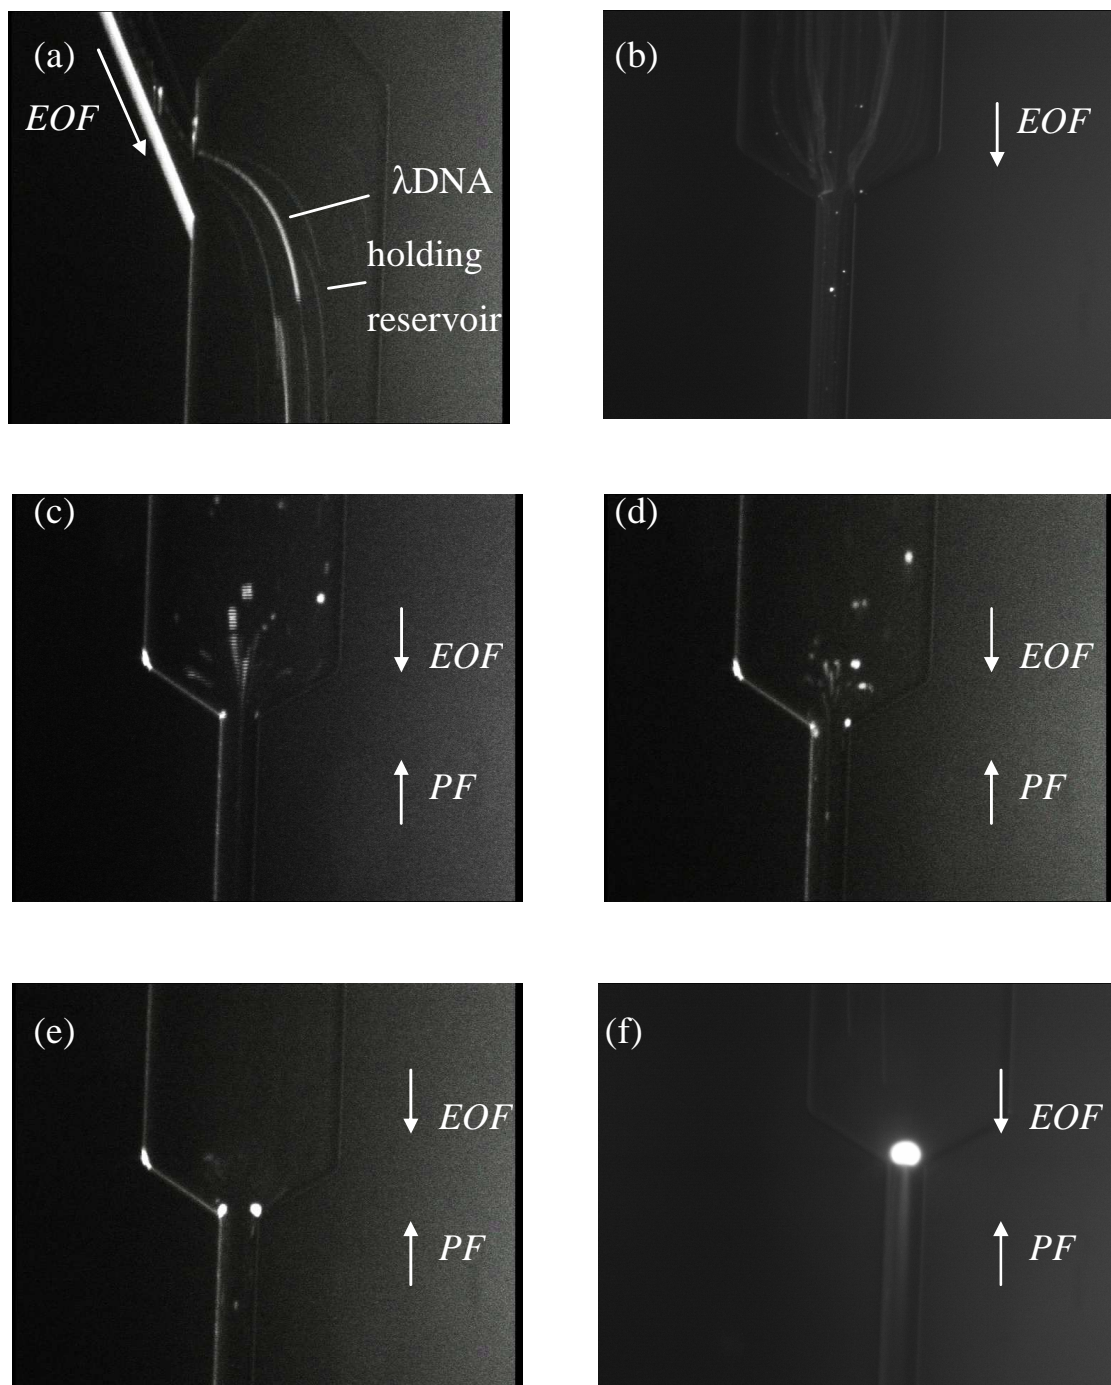 (a)
EOF
λDNA
holding
reservoir
(b)
EOF
(c)
EOF
PF
(d)
EOF
PF
(e)
EOF
PF
(f)
EOF
PF